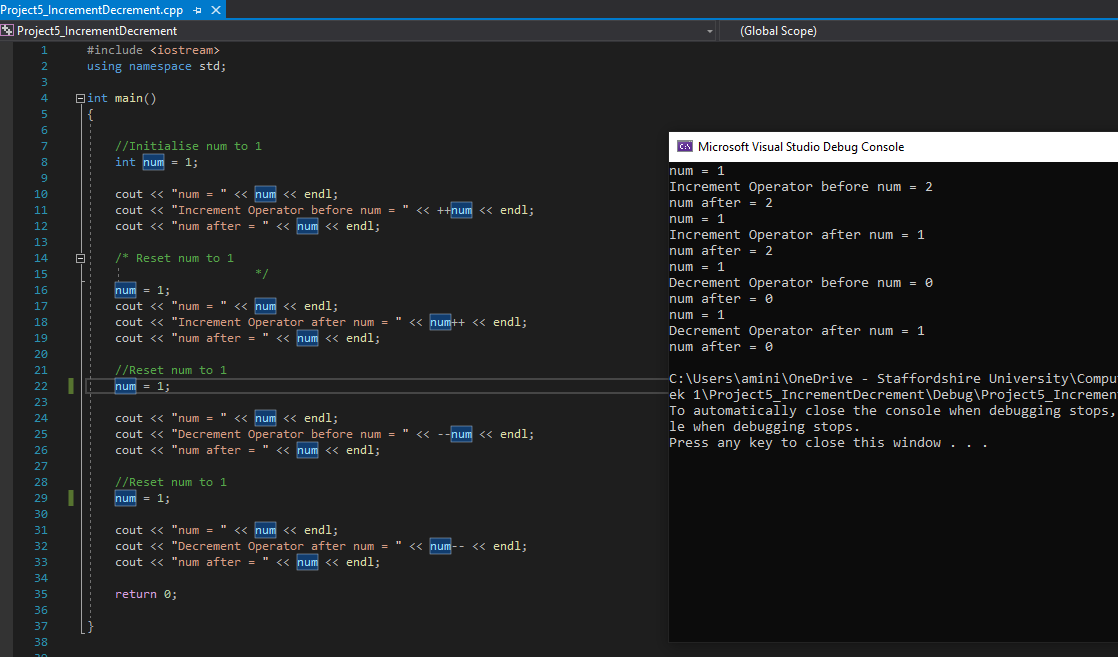 Project5_IncrementDecrement.cpp
Project5_IncrementDecrement
(Global Scope)
1 #include <iostream>
2 using namespace std;
3
4 int main()
5 {
6
7 //Initialise num to 1
8 int num = 1;
9
10 cout << "num = " << num << endl;
11 cout << "Increment Operator before num = " << ++num << endl;
12 cout << "num after = " << num << endl;
13
14 /* Reset num to 1
15 */
16 num = 1;
17 cout << "num = " << num << endl;
18 cout << "Increment Operator after num = " << num++ << endl;
19 cout << "num after = " << num << endl;
20
21 //Reset num to 1
22 num = 1;
23
24 cout << "num = " << num << endl;
25 cout << "Decrement Operator before num = " << --num << endl;
26 cout << "num after = " << num << endl;
27
28 //Reset num to 1
29 num = 1;
30
31 cout << "num = " << num << endl;
32 cout << "Decrement Operator after num = " << num-- << endl;
33 cout << "num after = " << num << endl;
34
35 return 0;
36
37 }
38
39
Microsoft Visual Studio Debug Console
num = 1
Increment Operator before num = 2
num after = 2
num = 1
Increment Operator after num = 1
num after = 2
num = 1
Decrement Operator before num = 0
num after = 0
num = 1
Decrement Operator after num = 1
num after = 0
C:\Users\amini\OneDrive - Staffordshire University\Compu
ek 1\Project5_IncrementDecrement\Debug\Project5_Incremen
To automatically close the console when debugging stops,
le when debugging stops.
Press any key to close this window . . .